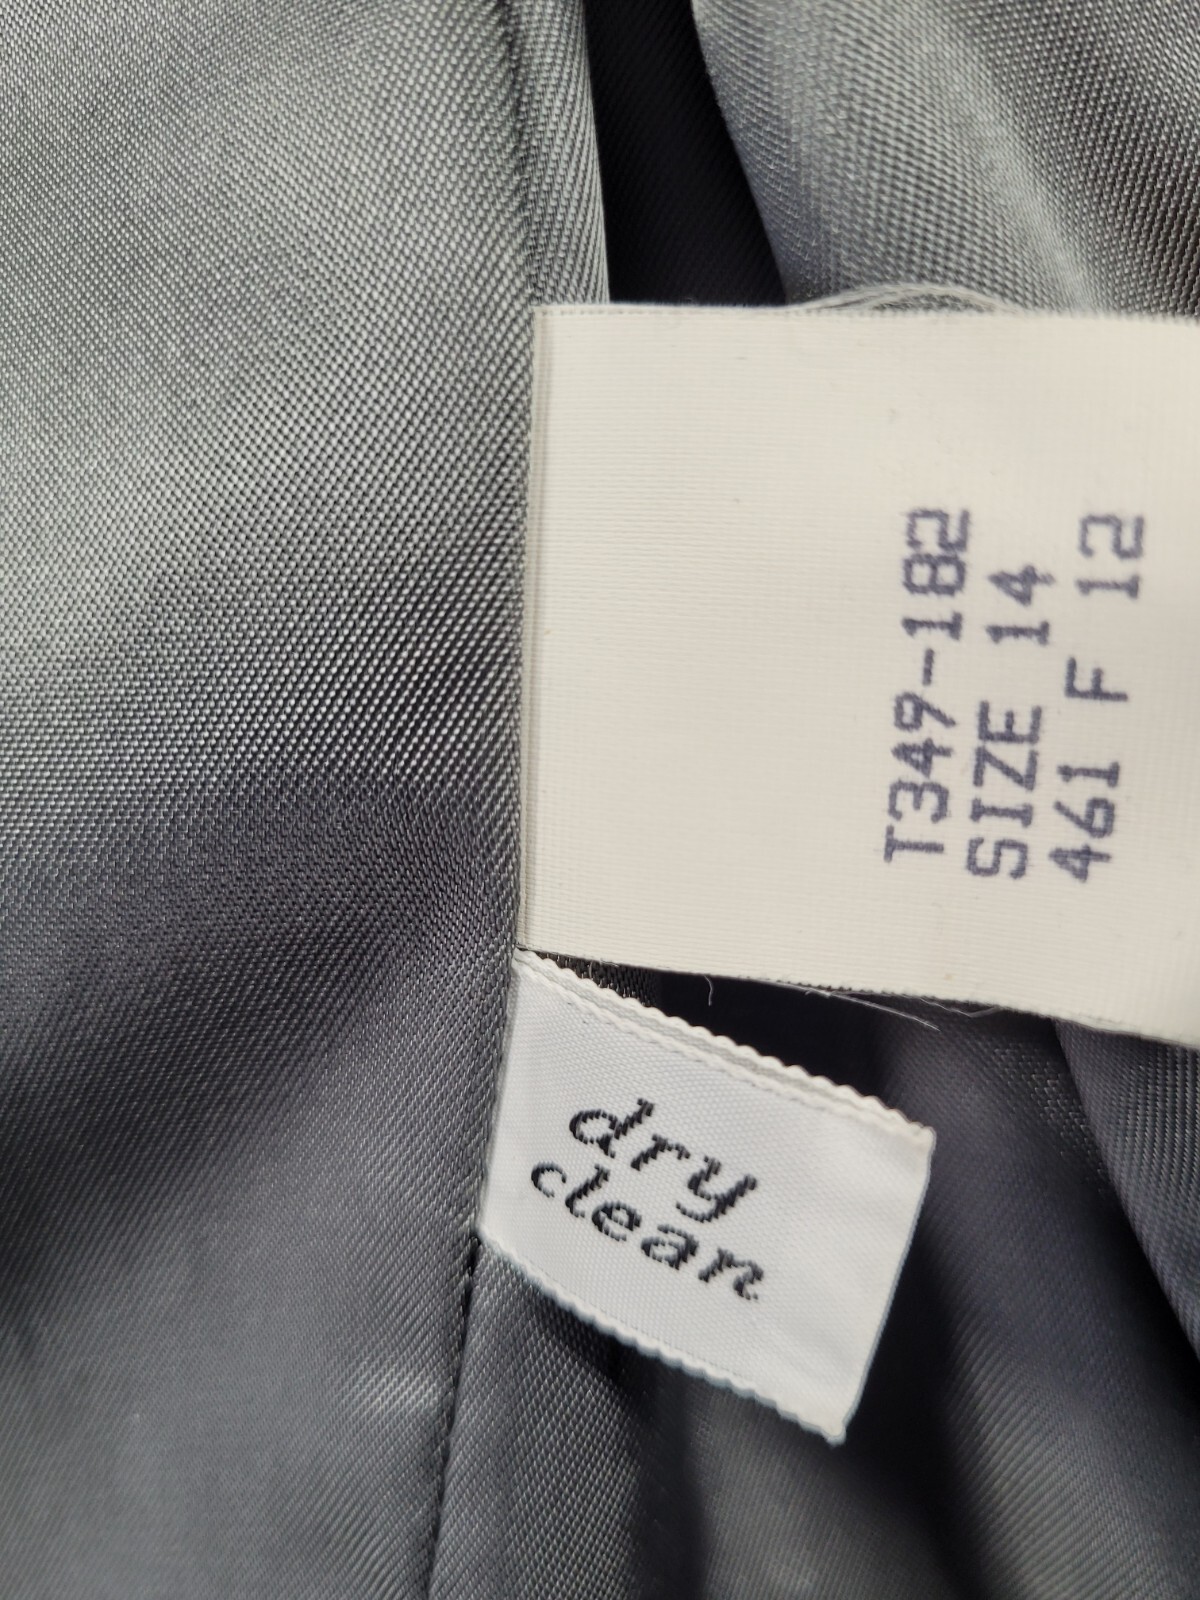 T349-182
SIZE 14
461 F 12
dry
clean